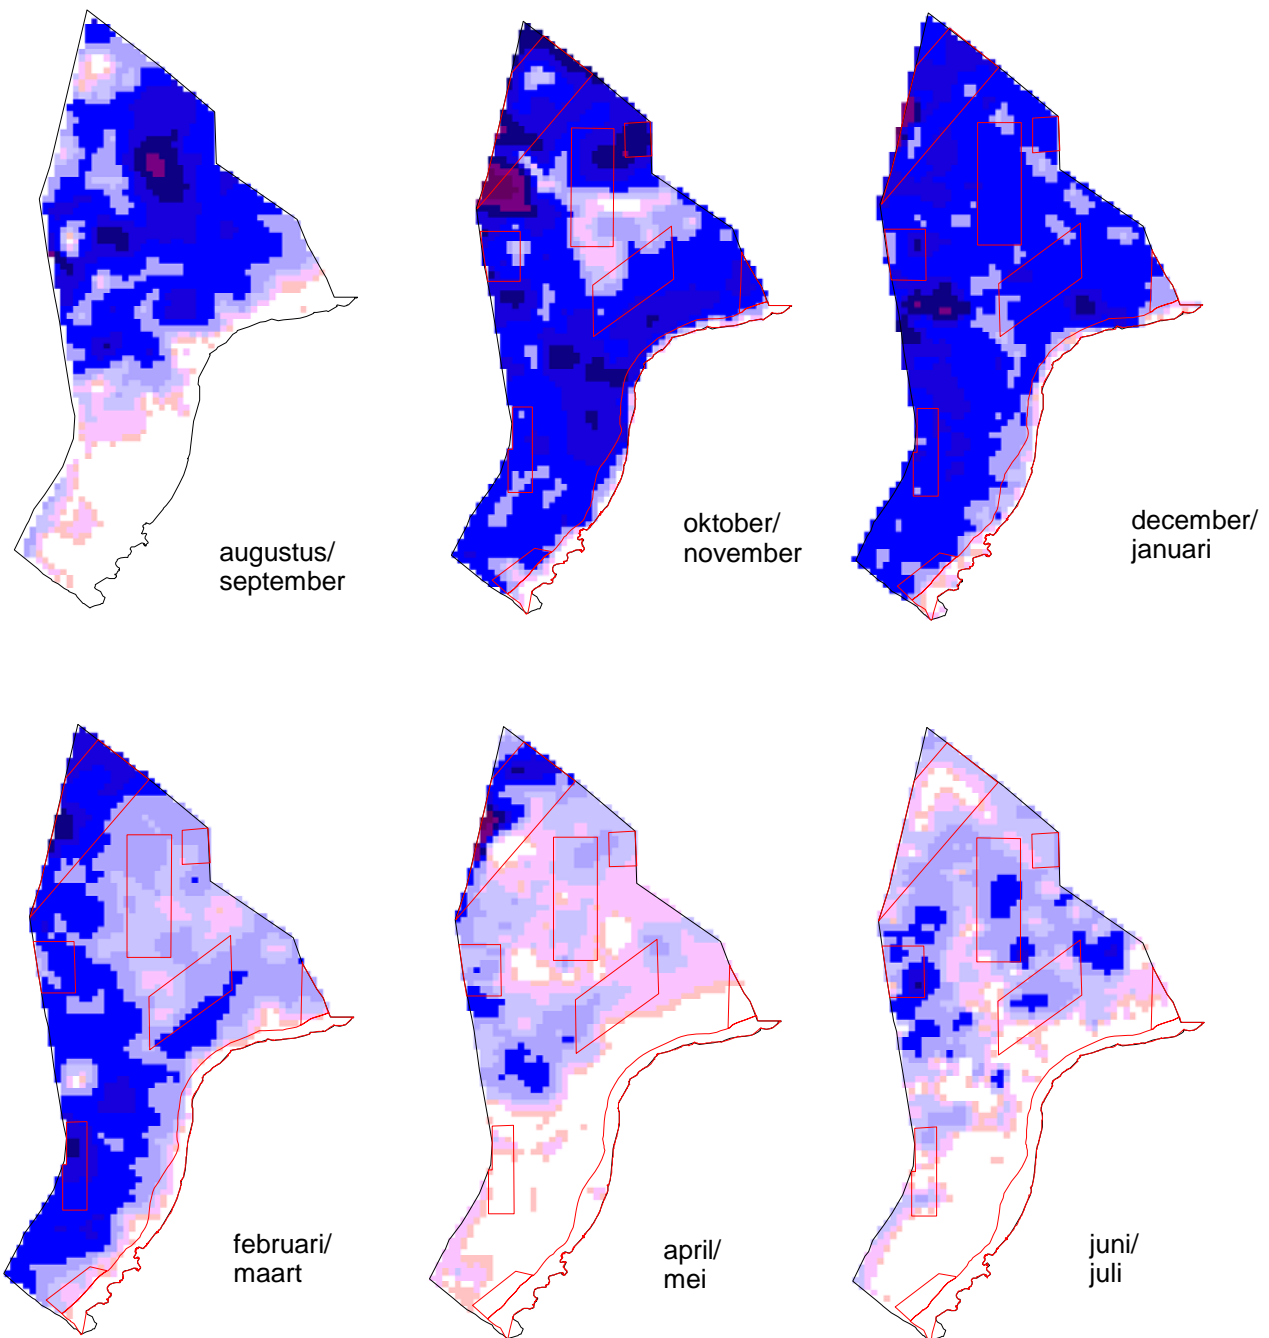 augustus/
september
oktober/
november
december/
januari
februari/
maart
april/
mei
juni/
juli